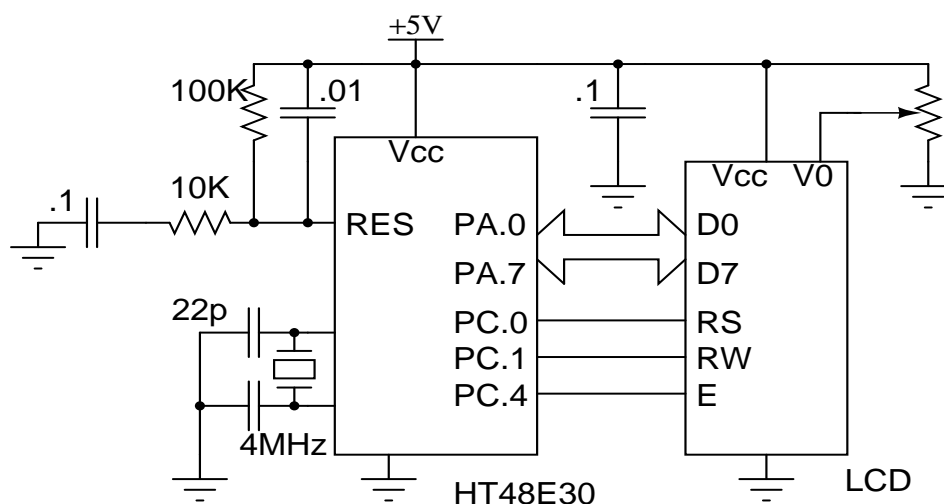 +5V
100K
.01
.1
Vcc
Vcc V0
.1
10K
RES
PA.0
D0
PA.7
D7
22p
PC.0
RS
PC.1
RW
PC.4
E
4MHz
HT48E30
LCD